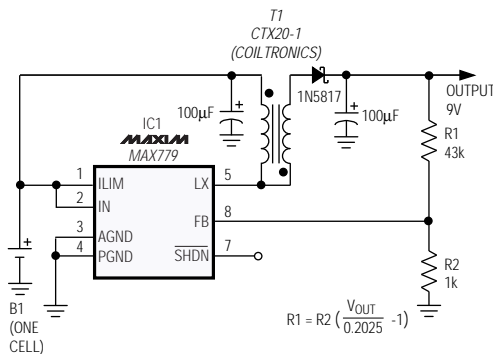 T1
CTX20-1
(COILTRONICS)
100µF
1N5817
100µF
OUTPUT
9V
R1
43k
IC1
MAXIM
MAX779
1
ILIM
LX
5
2
IN
FB
8
3
AGND
4
PGND
SHDN
7
R2
1k
B1
(ONE
CELL)
R1 = R2 ( VOUT / 0.2025 -1)